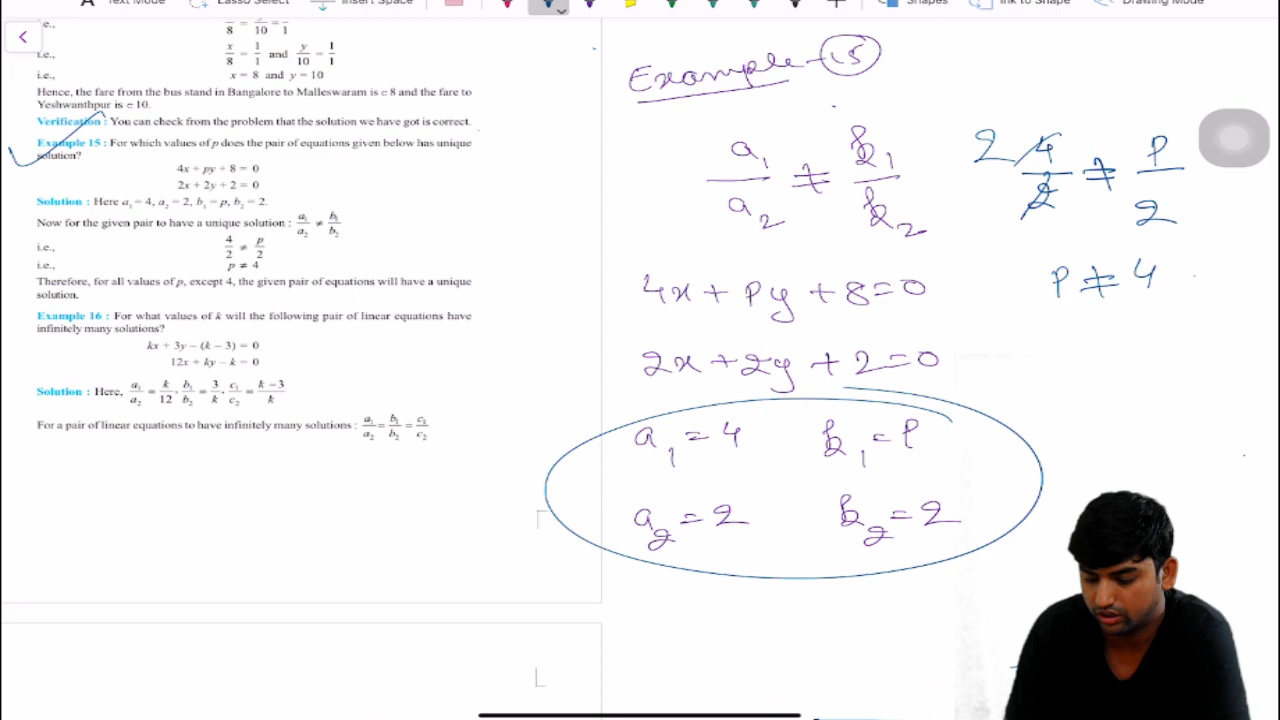 Text Mode Lasso Select Insert Space Shapes Ink to Shape Drawing Mode
i.e.,
8 10 1
i.e., x/8 = 1/1 and y/10 = 1/1
i.e., x = 8 and y = 10
Hence, the fare from the bus stand in Bangalore to Malleswaram is 8 and the fare to
Yeshwanthpur is 10.
Verification : You can check from the problem that the solution we have got is correct.
Example 15 : For which values of p does the pair of equations given below has unique
solution?
4x + py + 8 = 0
2x + 2y + 2 = 0
Solution : Here a₁ = 4, a₂ = 2, b₁ = p, b₂ = 2.
Now for the given pair to have a unique solution : a₁/a₂ ≠ b₁/b₂
i.e., 4/2 ≠ p/2
i.e., p ≠ 4
Therefore, for all values of p, except 4, the given pair of equations will have a unique
solution.
Example 16 : For what values of k will the following pair of linear equations have
infinitely many solutions?
kx + 3y – (k – 3) = 0
12x + ky – k = 0
Solution : Here, a₁/a₂ = k/12, b₁/b₂ = 3/k, c₁/c₂ = k – 3/k
For a pair of linear equations to have infinitely many solutions : a₁/a₂ = b₁/b₂ = c₁/c₂
Example - 15
a₁/a₂ ≠ b₁/b₂
2 4/2 ≠ P/2
P ≠ 4
4x + Py + 8 = 0
2x + 2y + 2 = 0
a₁ = 4 b₁ = P
a₂ = 2 b₂ = 2